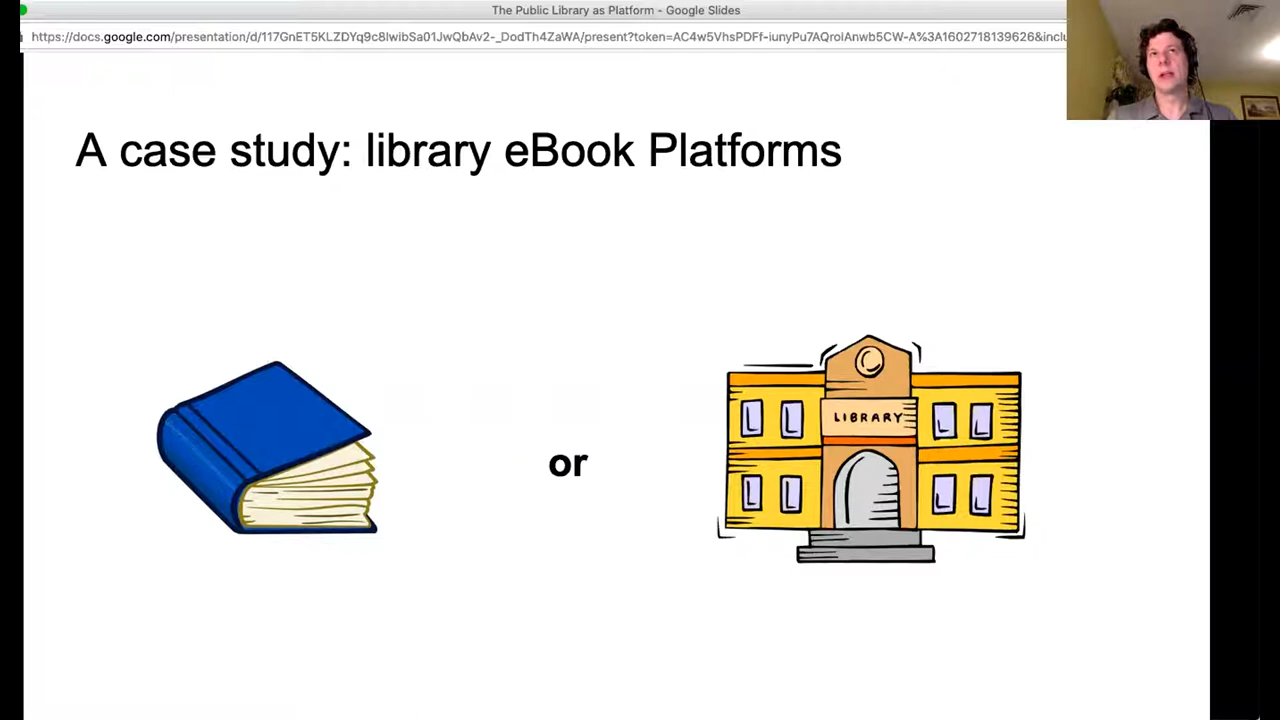 The Public Library as Platform - Google Slides
https://docs.google.com/presentation/d/117GnET5KLZDYq9c8lwibSa01JwQbAv2-_DodTh4ZaWA/present?token=AC4w5VhsPDFf-iunyPu7AQroiAnwb5CW-A%3A1602718139626&inclu
A case study: library eBook Platforms
or
LIBRARY